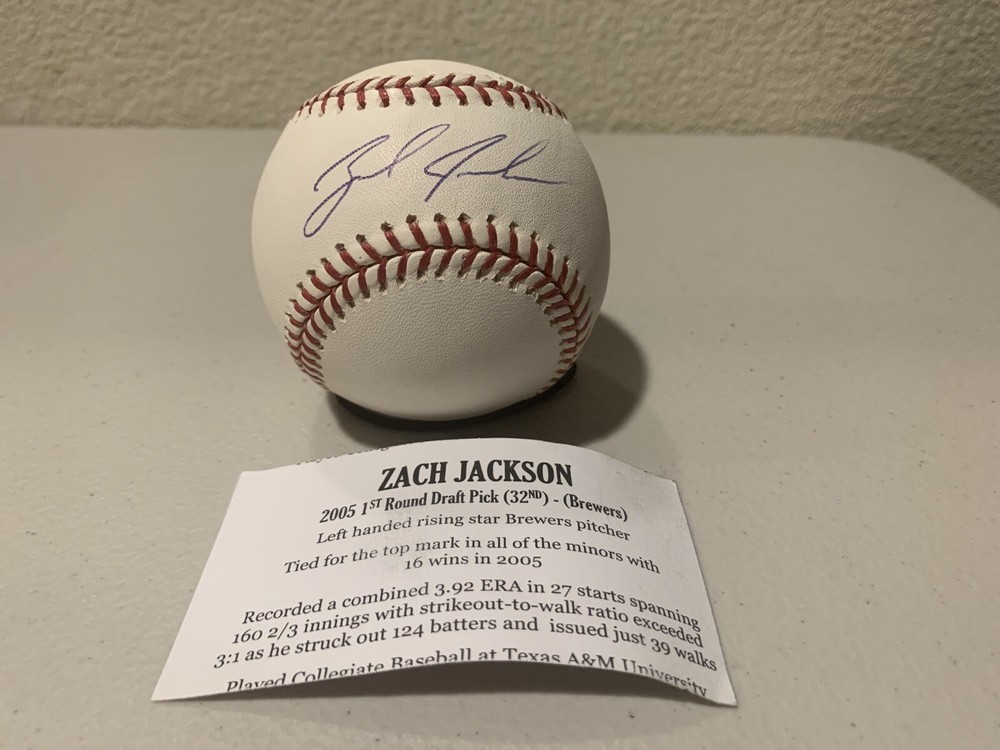 Zach Jackson
ZACH JACKSON
2005 1ST Round Draft Pick (32ND) - (Brewers)
Left handed rising star Brewers pitcher
Tied for the top mark in all of the minors with
16 wins in 2005
Recorded a combined 3.92 ERA in 27 starts spanning
160 2/3 innings with strikeout-to-walk ratio exceeded
3:1 as he struck out 124 batters and issued just 39 walks
Played Collegiate Baseball at Texas A&M University